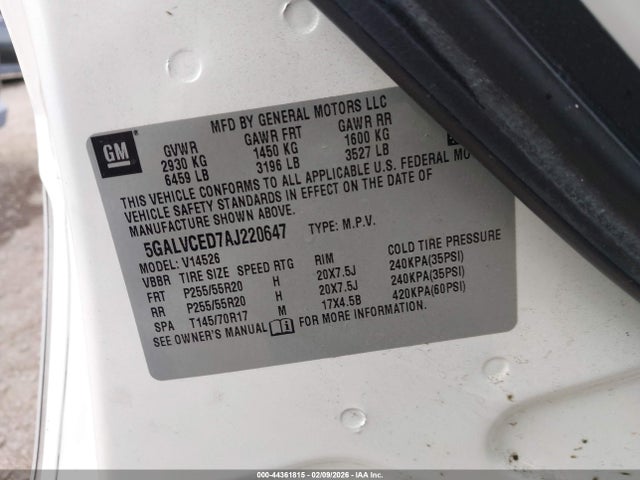 MFD BY GENERAL MOTORS LLC
GM
GVWR GAWR FRT GAWR RR
2930 KG 1450 KG 1600 KG
6459 LB 3196 LB 3527 LB
THIS VEHICLE CONFORMS TO ALL APPLICABLE U.S. FEDERAL
VEHICLE SAFETY STANDARDS IN EFFECT ON THE DATE OF
MANUFACTURE SHOWN ABOVE.
5GALVCED7AJ220647 TYPE: M.P.V.
MODEL: V14526
VBBR TIRE SIZE SPEED RTG RIM COLD TIRE PRESSURE
FRT P255/55R20 H 20X7.5J 240KPA(35PSI)
RR P255/55R20 H 20X7.5J 240KPA(35PSI)
SPA T145/70R17 M 17X4.5B 420KPA(60PSI)
SEE OWNER'S MANUAL FOR MORE INFORMATION.
000-44361815 - 02/09/2026 - IAA Inc.